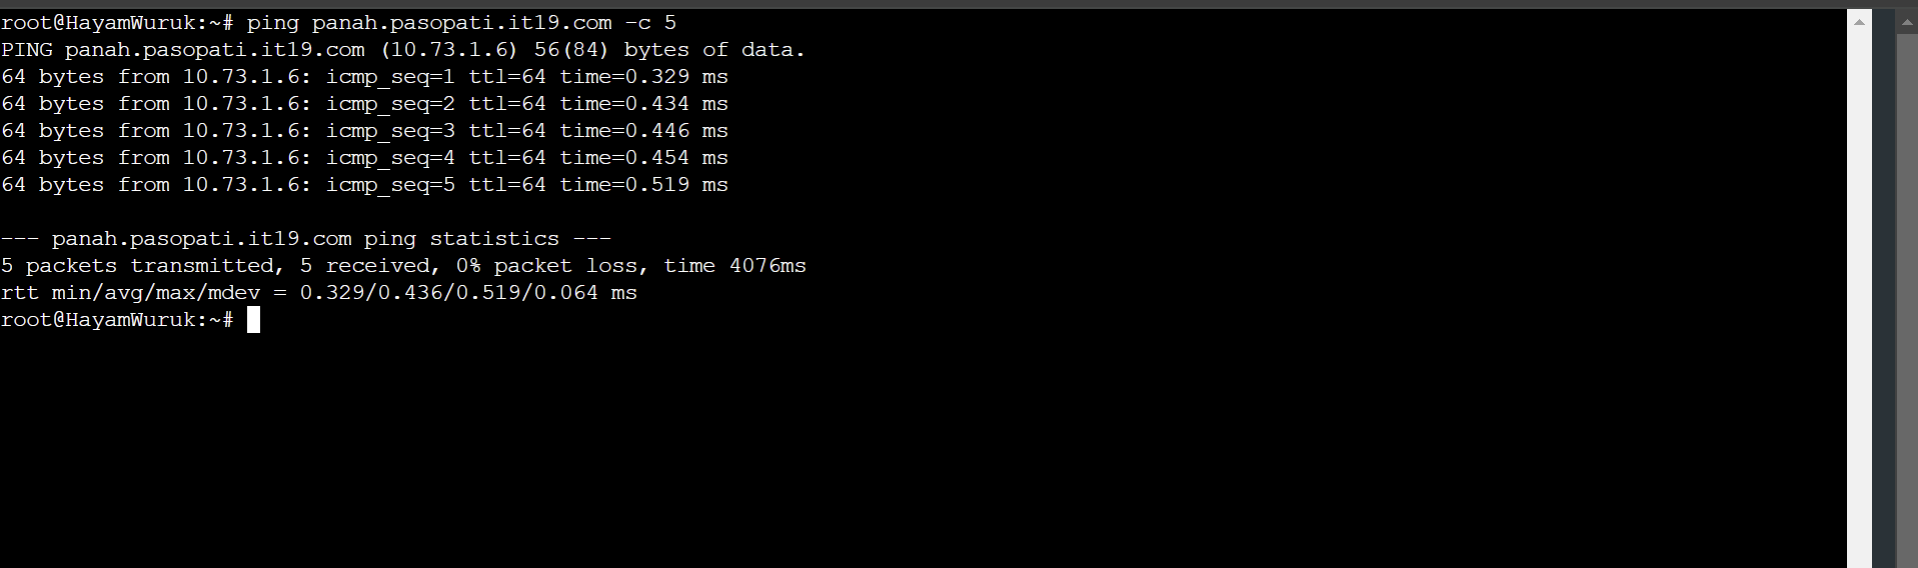 root@HayamWuruk:~# ping panah.pasopati.it19.com -c 5
PING panah.pasopati.it19.com (10.73.1.6) 56(84) bytes of data.
64 bytes from 10.73.1.6: icmp_seq=1 ttl=64 time=0.329 ms
64 bytes from 10.73.1.6: icmp_seq=2 ttl=64 time=0.434 ms
64 bytes from 10.73.1.6: icmp_seq=3 ttl=64 time=0.446 ms
64 bytes from 10.73.1.6: icmp_seq=4 ttl=64 time=0.454 ms
64 bytes from 10.73.1.6: icmp_seq=5 ttl=64 time=0.519 ms
--- panah.pasopati.it19.com ping statistics ---
5 packets transmitted, 5 received, 0% packet loss, time 4076ms
rtt min/avg/max/mdev = 0.329/0.436/0.519/0.064 ms
root@HayamWuruk:~#